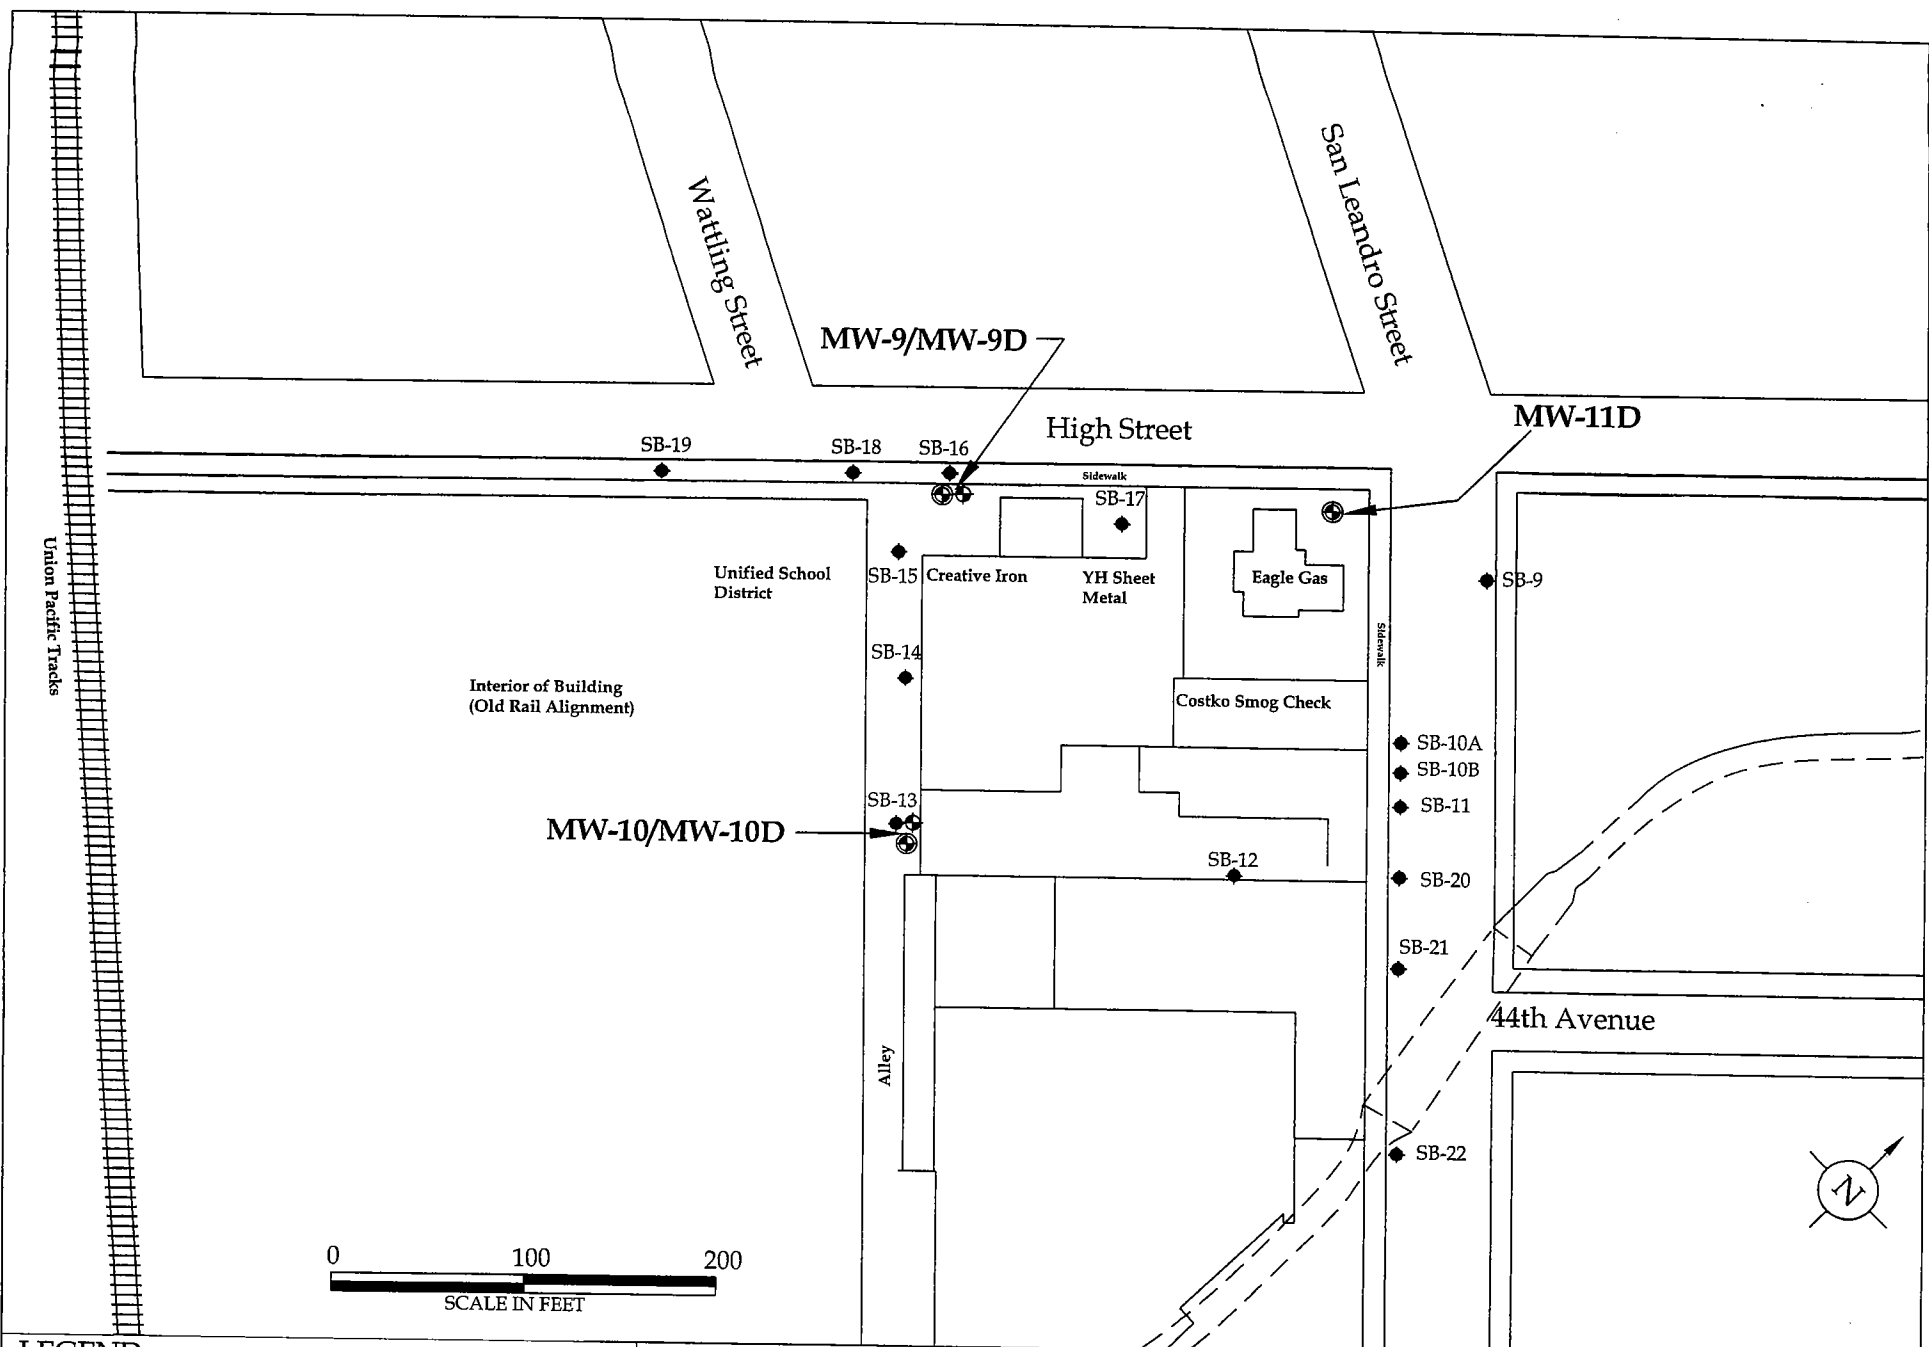 San Leandro Street
Wattling Street
MW-9/MW-9D
High Street
MW-11D
SB-19
SB-18
SB-16
Sidewalk
SB-17
Union Pacific Tracks
Unified School
District
SB-15
Creative Iron
YH Sheet
Metal
Eagle Gas
SB-9
Sidewalk
SB-14
Interior of Building
(Old Rail Alignment)
Costko Smog Check
SB-10A
SB-10B
SB-13
SB-11
MW-10/MW-10D
SB-12
SB-20
SB-21
44th Avenue
Alley
SB-22
N
0 100 200
SCALE IN FEET
LEGEND